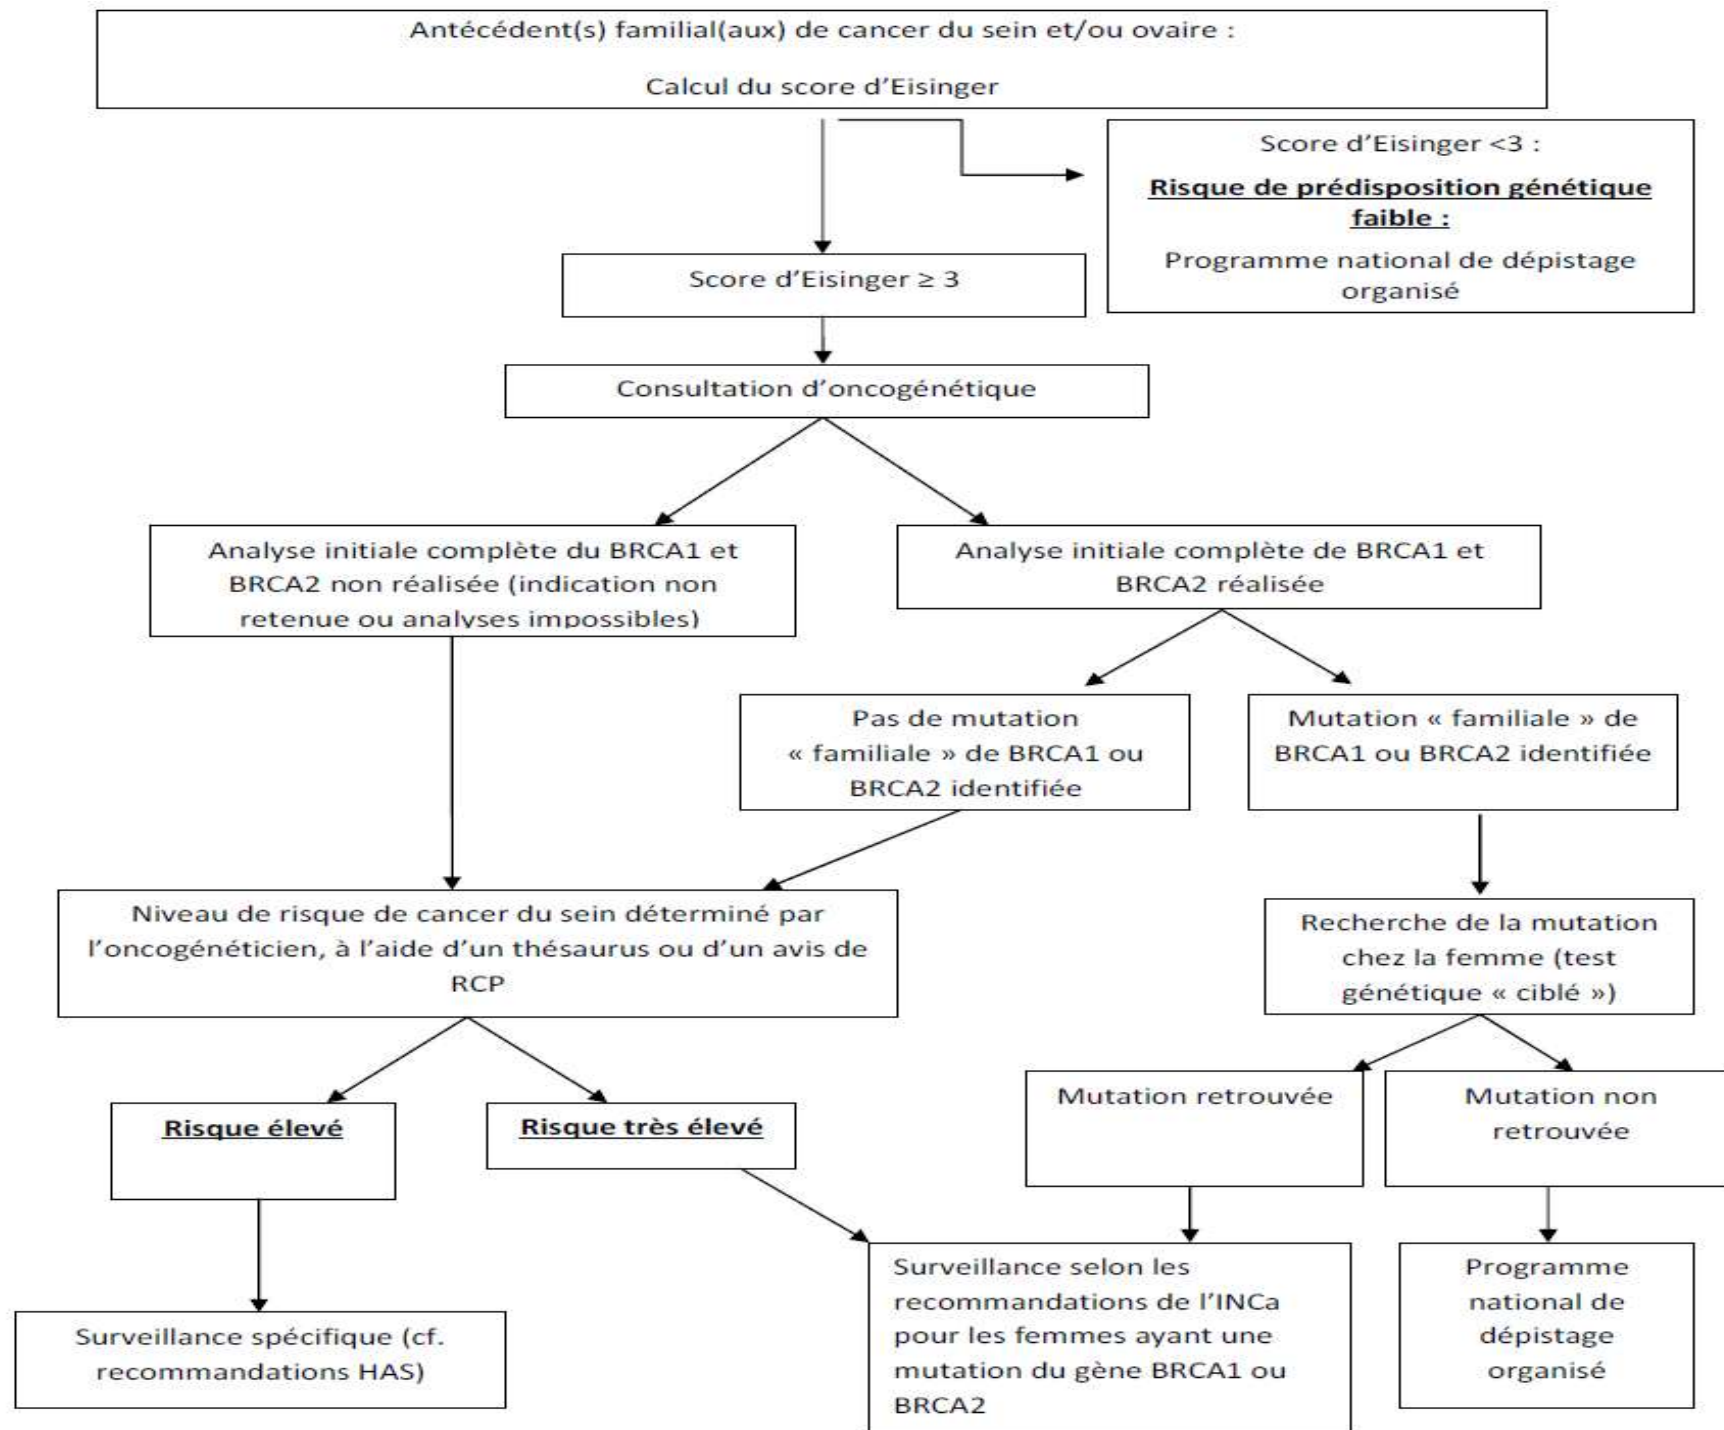 Antécédent(s) familial(aux) de cancer du sein et/ou ovaire :
Calcul du score d’Eisinger
Score d’Eisinger <3 :
Risque de prédisposition génétique
faible :
Programme national de dépistage
organisé
Score d’Eisinger ≥ 3
Consultation d’oncogénétique
Analyse initiale complète du BRCA1 et
BRCA2 non réalisée (indication non
retenue ou analyses impossibles)
Analyse initiale complète de BRCA1 et
BRCA2 réalisée
Pas de mutation
« familiale » de BRCA1 ou
BRCA2 identifiée
Mutation « familiale » de
BRCA1 ou BRCA2 identifiée
Niveau de risque de cancer du sein déterminé par
l’oncogénéticien, à l’aide d’un thésaurus ou d’un avis de
RCP
Recherche de la mutation
chez la femme (test
génétique « ciblé »)
Risque élevé
Risque très élevé
Mutation retrouvée
Mutation non
retrouvée
Surveillance spécifique (cf.
recommandations HAS)
Surveillance selon les
recommandations de l’INCa
pour les femmes ayant une
mutation du gène BRCA1 ou
BRCA2
Programme
national de
dépistage
organisé